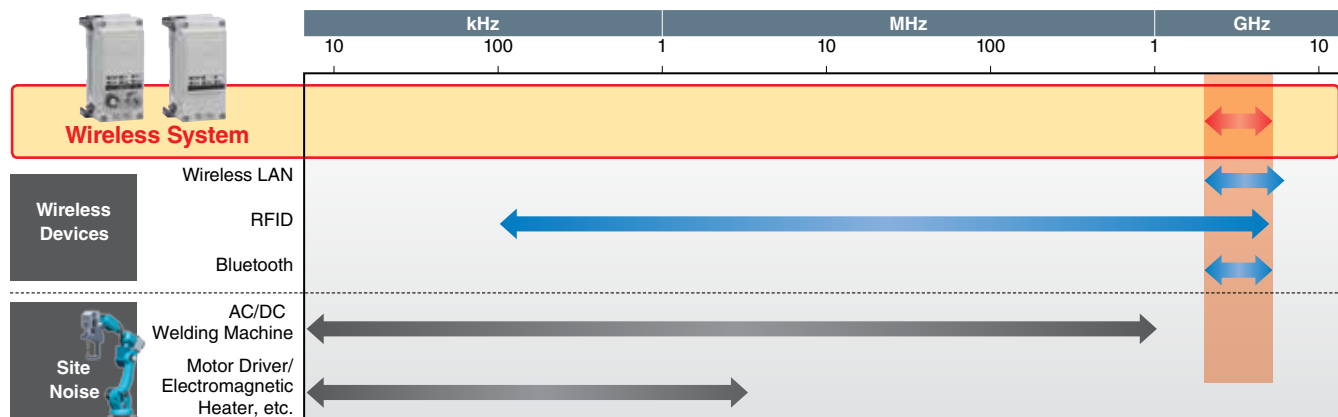 kHz MHz GHz
10 100 1 10 100 1 10
Wireless System
Wireless LAN
Wireless
Devices
RFID
Bluetooth
AC/DC
Welding Machine
Site
Noise
Motor Driver/
Electromagnetic
Heater, etc.